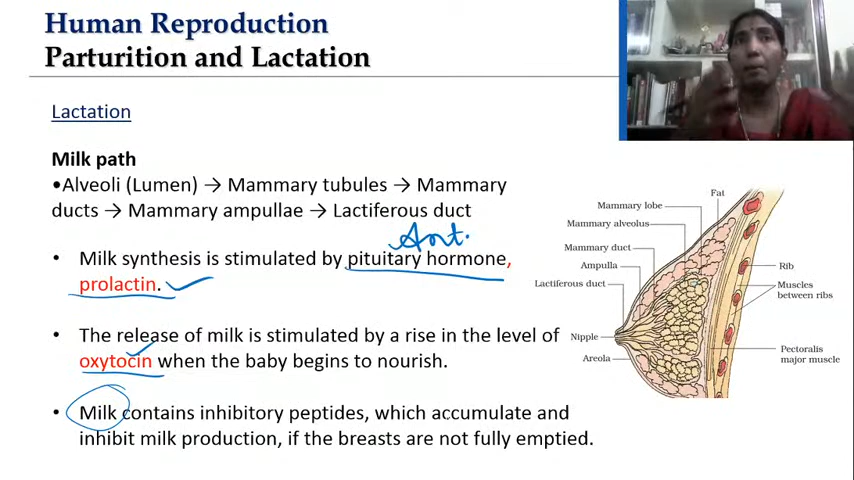 Human Reproduction
Parturition and Lactation
Lactation
Milk path
•Alveoli (Lumen) → Mammary tubules → Mammary
ducts → Mammary ampullae → Lactiferous duct
Ant.
• Milk synthesis is stimulated by pituitary hormone,
prolactin.
• The release of milk is stimulated by a rise in the level of
oxytocin when the baby begins to nourish.
• Milk contains inhibitory peptides, which accumulate and
inhibit milk production, if the breasts are not fully emptied.
Fat
Mammary lobe
Mammary alveolus
Mammary duct
Ampulla
Lactiferous duct
Nipple
Areola
Rib
Muscles
between ribs
Pectoralis
major muscle